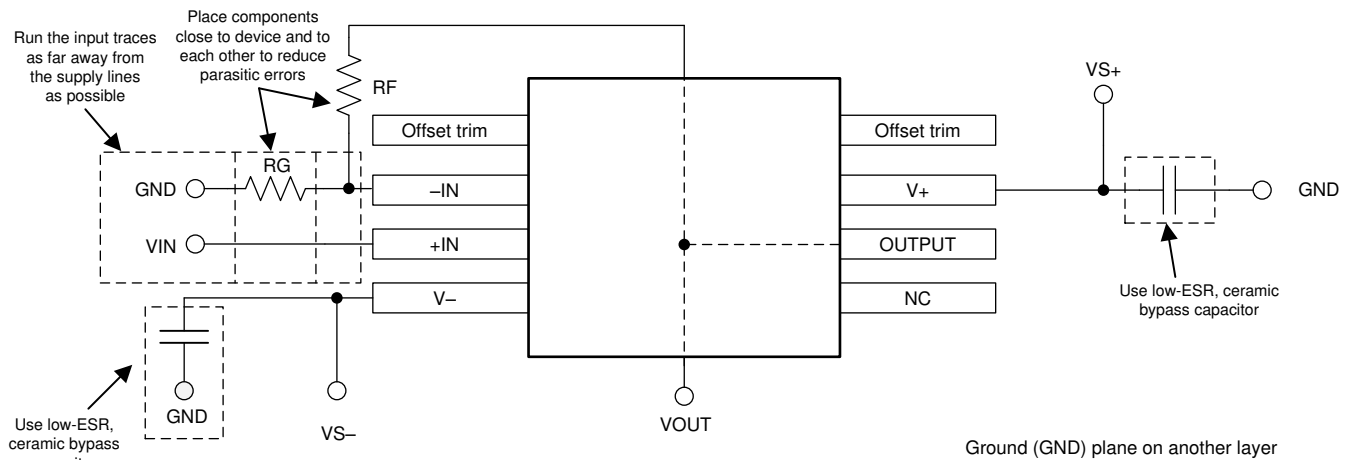 Place components
close to device and to
each other to reduce
parasitic errors
Run the input traces
as far away from
the supply lines
as possible
RF
VS+
Offset trim
Offset trim
RG
GND
–IN
V+
GND
VIN
+IN
OUTPUT
V–
NC
Use low-ESR, ceramic
bypass capacitor
GND
Use low-ESR,
ceramic bypass
VS–
VOUT
Ground (GND) plane on another layer